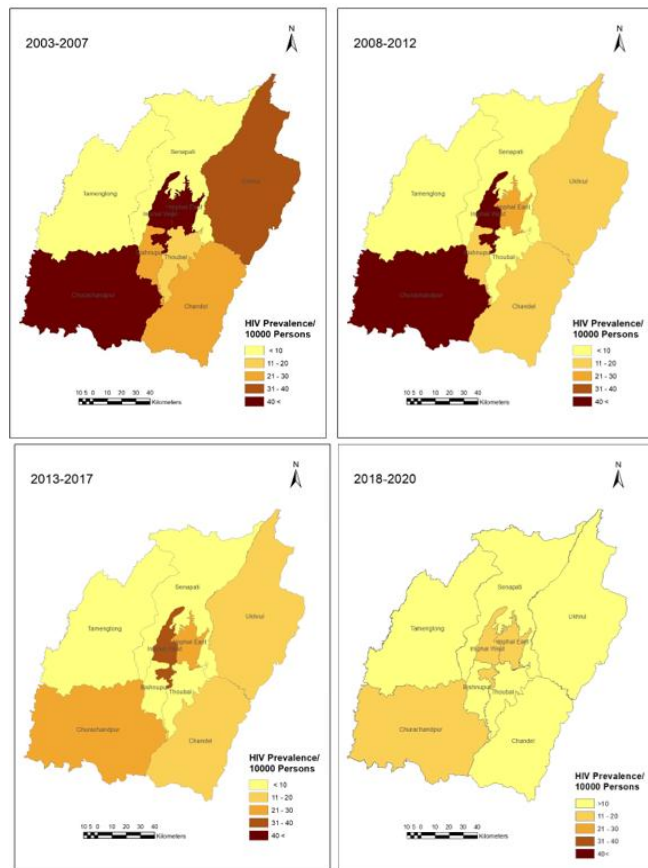 2003-2007
N
Senapati
Tamenglong
Ukhrul
Imphal East
Imphal West
Bishnupur
Thoubal
Churachandpur
Chandel
HIV Prevalence/
10000 Persons
< 10
11 - 20
21 - 30
31 - 40
40 <
10 5 0 10 20 30 40
Kilometers
2008-2012
N
Senapati
Tamenglong
Ukhrul
Imphal East
Imphal West
Bishnupur
Thoubal
Churachandpur
Chandel
HIV Prevalence/
10000 Persons
< 10
11 - 20
21 - 30
31 - 40
40 <
10 5 0 10 20 30 40
Kilometers
2013-2017
N
Senapati
Tamenglong
Ukhrul
Imphal East
Imphal West
Bishnupur
Thoubal
Churachandpur
Chandel
HIV Prevalence/
10000 Persons
< 10
11 - 20
21 - 30
31 - 40
40 <
10 5 0 10 20 30 40
Kilometers
2018-2020
N
Senapati
Tamenglong
Ukhrul
Imphal East
Imphal West
Bishnupur
Thoubal
Churachandpur
Chandel
HIV Prevalence/
10000 Persons
>10
11 - 20
21 - 30
31 - 40
40<
10 5 0 10 20 30 40
Kilometers